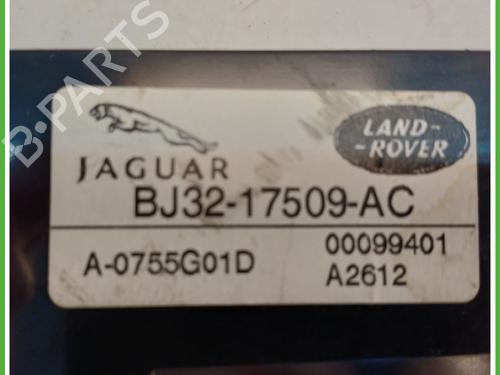 B-PARTS
JAGUAR
LAND-
-ROVER
BJ32-17509-AC
A-0755G01D
00099401
A2612